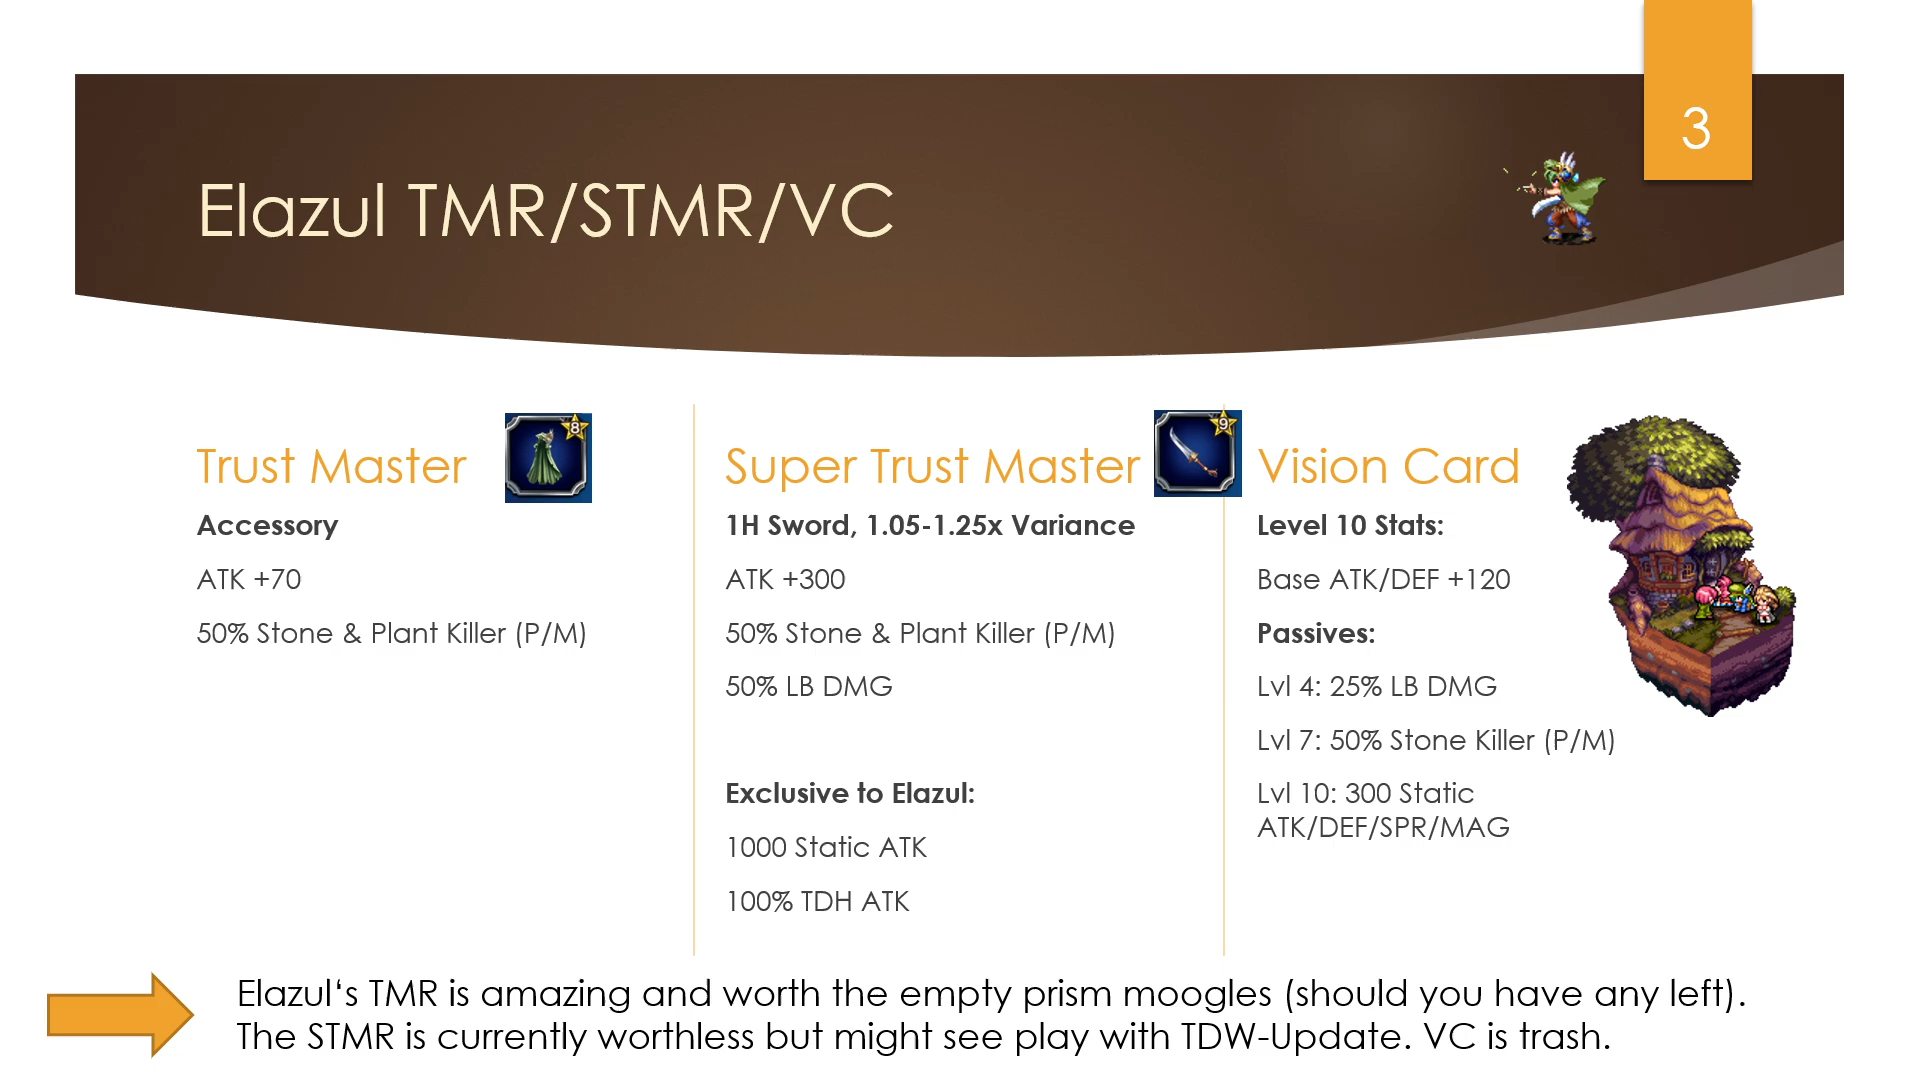 3
Elazul TMR/STMR/VC
Trust Master
8
Accessory
ATK +70
50% Stone & Plant Killer (P/M)
Super Trust Master
9
1H Sword, 1.05-1.25x Variance
ATK +300
50% Stone & Plant Killer (P/M)
50% LB DMG
Exclusive to Elazul:
1000 Static ATK
100% TDH ATK
Vision Card
Level 10 Stats:
Base ATK/DEF +120
Passives:
Lvl 4: 25% LB DMG
Lvl 7: 50% Stone Killer (P/M)
Lvl 10: 300 Static
ATK/DEF/SPR/MAG
Elazul‘s TMR is amazing and worth the empty prism moogles (should you have any left).
The STMR is currently worthless but might see play with TDW-Update. VC is trash.